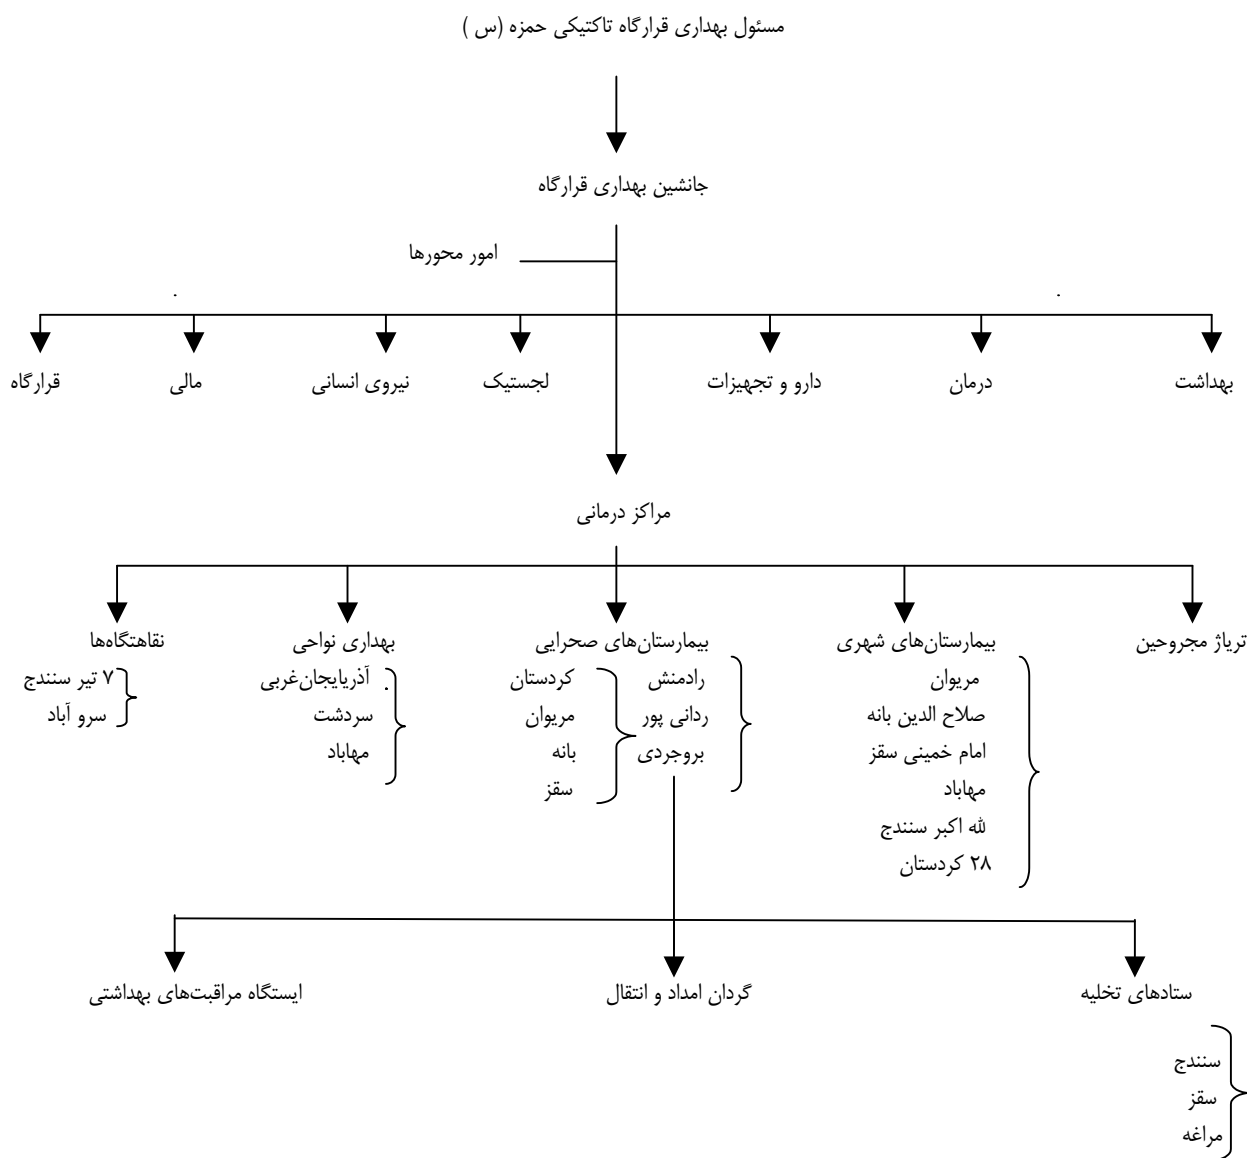 مسئول بهداری قرارگاه تاکتیکی حمزه (س )
جانشین بهداری قرارگاه
امور محورها
بهداشت
درمان
دارو و تجهیزات
لجستیک
نیروی انسانی
مالی
قرارگاه
مراکز درمانی
تریاژ مجروحین
بیمارستان‌های شهری
مریوان
صلاح الدین بانه
امام خمینی سقز
مهاباد
لله اکبر سنندج
۲۸ کردستان
بیمارستان‌های صحرایی
رادمنش
ردانی پور
بروجردی
کردستان
مریوان
بانه
سقز
بهداری نواحی
آذربایجان‌غربی
سردشت
مهاباد
نقاهتگاه‌ها
۷ تیر سنندج
سرو آباد
ستادهای تخلیه
سنندج
سقز
مراغه
گردان امداد و انتقال
ایستگاه مراقبت‌های بهداشتی